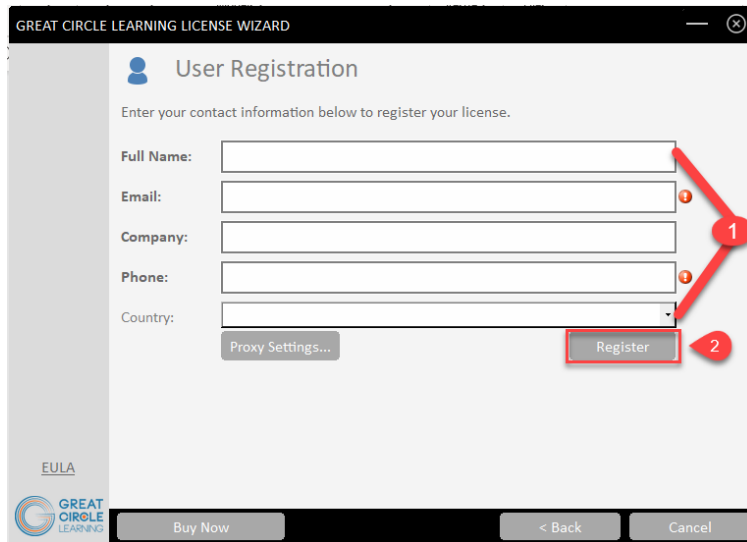 GREAT CIRCLE LEARNING LICENSE WIZARD
User Registration
Enter your contact information below to register your license.
Full Name:
Email:
Company:
1
Phone:
Country:
Proxy Settings...
Register
2
EULA
GREAT
CIRCLE
LEARNING
Buy Now
< Back
Cancel